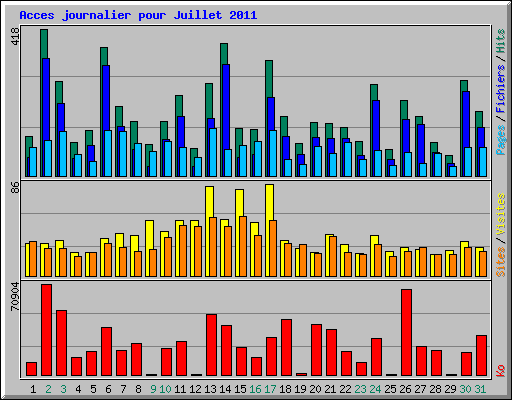 Acces journalier pour Juillet 2011
418
Pages / Fichiers / Hits
86
Sites / Visites
70904
Ko
1 2 3 4 5 6 7 8 9 10 11 12 13 14 15 16 17 18 19 20 21 22 23 24 25 26 27 28 29 30 31